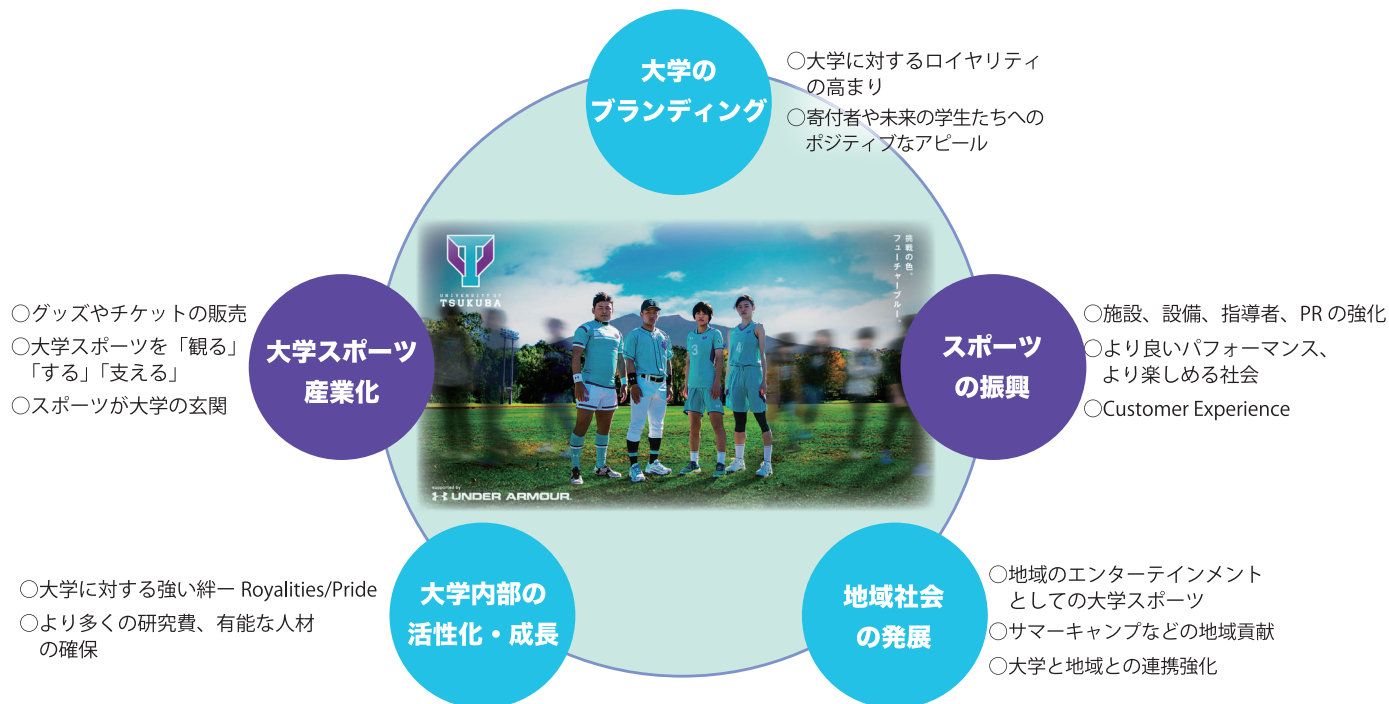 大学の
ブランディング
○大学に対するロイヤリティ
の高まり
○寄付者や未来の学生たちへの
ポジティブなアピール
UNIVERSITY OF
TSUKUBA
挑戦の色、
フューチャーブルー。
supported by
UNDER ARMOUR
○グッズやチケットの販売
○大学スポーツを「観る」
「する」「支える」
○スポーツが大学の玄関
大学スポーツ
産業化
スポーツ
の振興
○施設、設備、指導者、PR の強化
○より良いパフォーマンス、
より楽しめる社会
○Customer Experience
3
4
○大学に対する強い絆ー Royalities/Pride
○より多くの研究費、有能な人材
の確保
大学内部の
活性化・成長
地域社会
の発展
○地域のエンターテインメント
としての大学スポーツ
○サマーキャンプなどの地域貢献
○大学と地域との連携強化